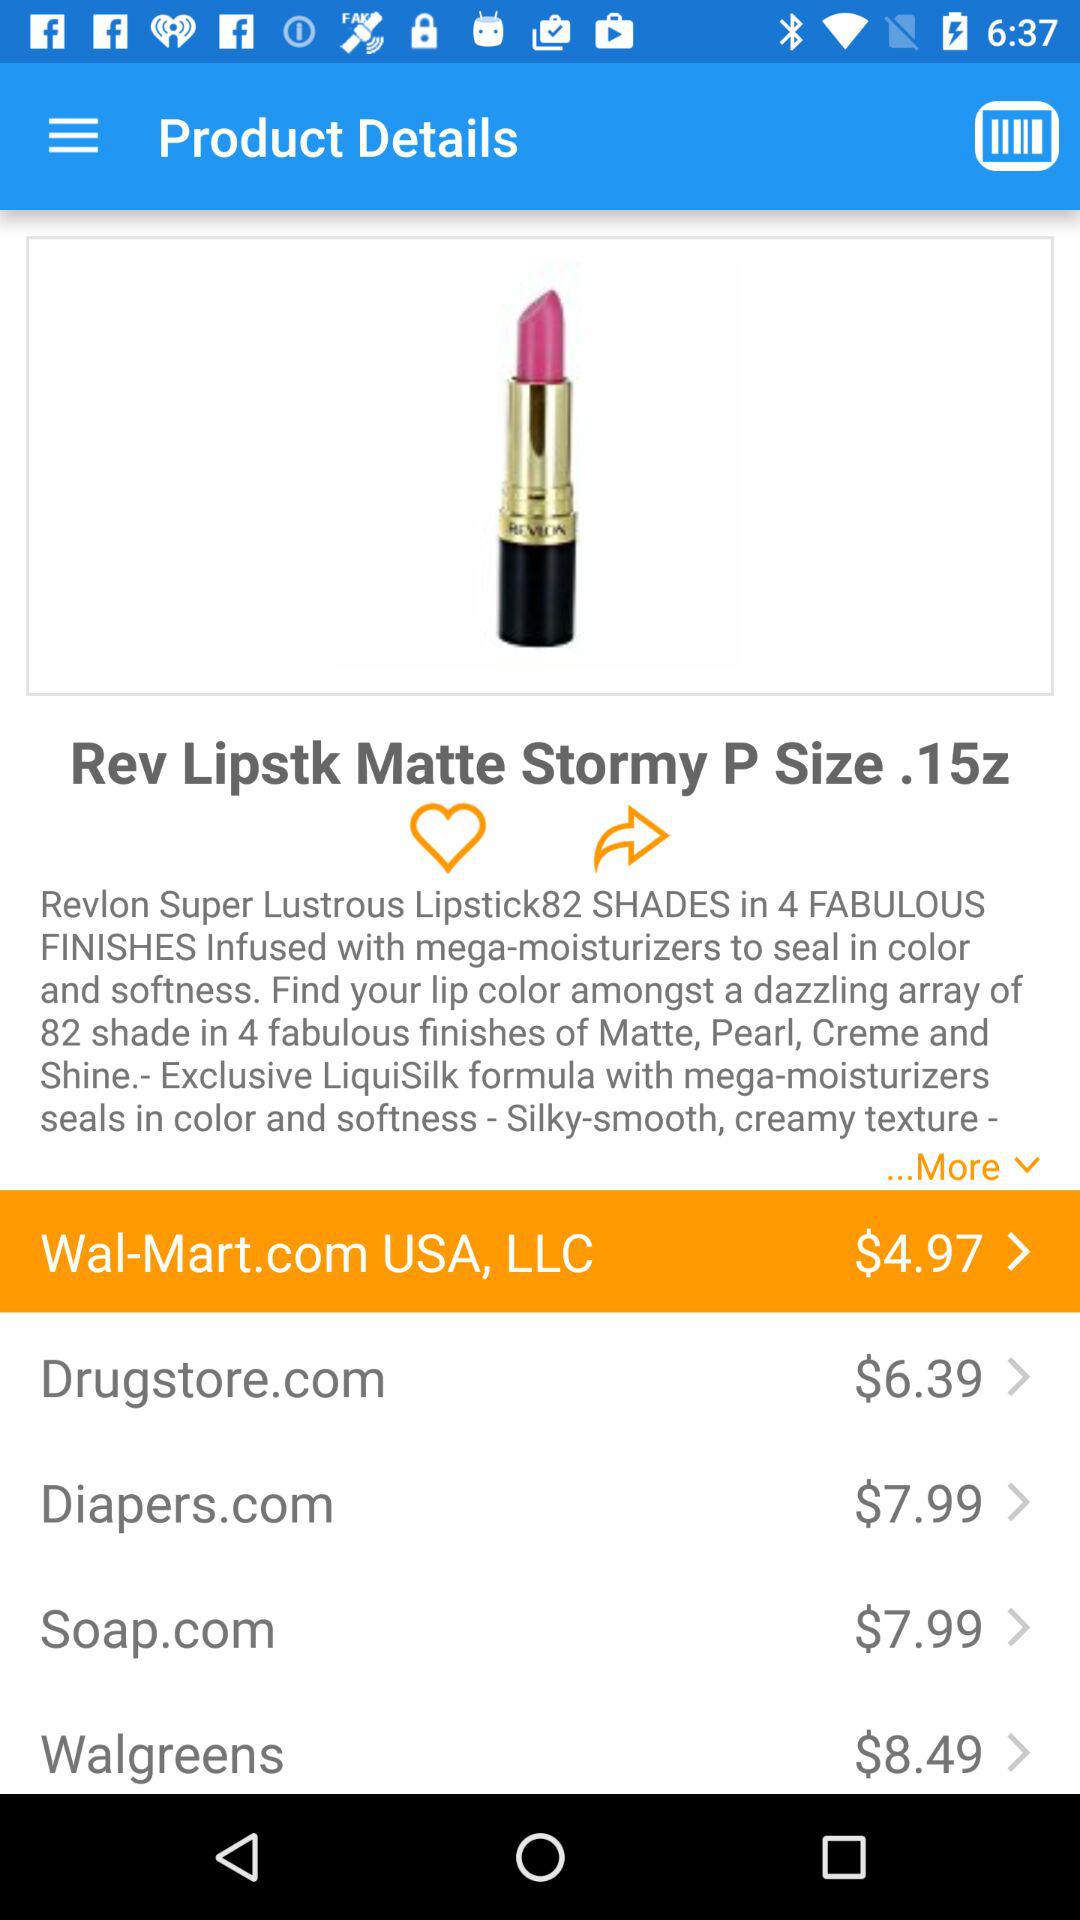 FAKE
6:37
Product Details
REVLON
Rev Lipstk Matte Stormy P Size .15z
Revlon Super Lustrous Lipstick82 SHADES in 4 FABULOUS
FINISHES Infused with mega-moisturizers to seal in color
and softness. Find your lip color amongst a dazzling array of
82 shade in 4 fabulous finishes of Matte, Pearl, Creme and
Shine.- Exclusive LiquiSilk formula with mega-moisturizers
seals in color and softness - Silky-smooth, creamy texture -
...More
Wal-Mart.com USA, LLC $4.97
Drugstore.com $6.39
Diapers.com $7.99
Soap.com $7.99
Walgreens $8.49